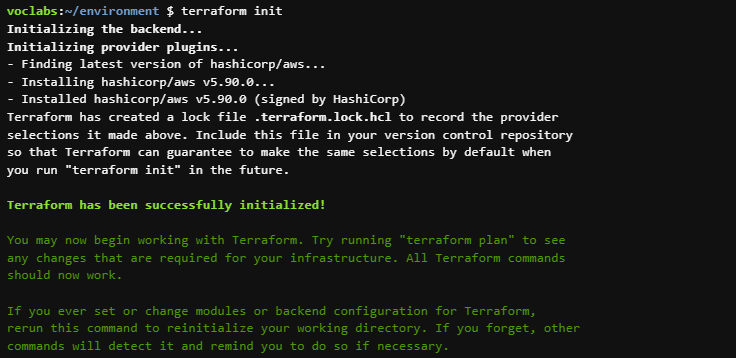 voclabs:~/environment $ terraform init
Initializing the backend...
Initializing provider plugins...
- Finding latest version of hashicorp/aws...
- Installing hashicorp/aws v5.90.0...
- Installed hashicorp/aws v5.90.0 (signed by HashiCorp)
Terraform has created a lock file .terraform.lock.hcl to record the provider
selections it made above. Include this file in your version control repository
so that Terraform can guarantee to make the same selections by default when
you run "terraform init" in the future.
Terraform has been successfully initialized!
You may now begin working with Terraform. Try running "terraform plan" to see
any changes that are required for your infrastructure. All Terraform commands
should now work.
If you ever set or change modules or backend configuration for Terraform,
rerun this command to reinitialize your working directory. If you forget, other
commands will detect it and remind you to do so if necessary.